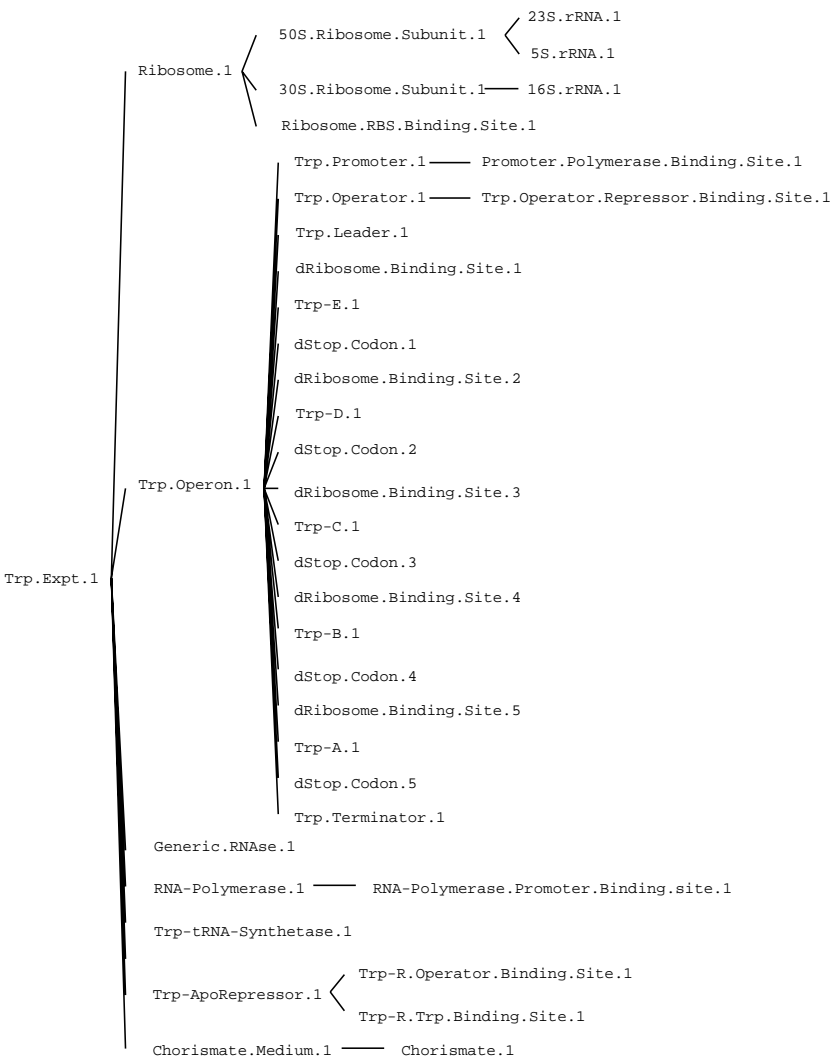 23S.rRNA.1
50S.Ribosome.Subunit.1
5S.rRNA.1
Ribosome.1
30S.Ribosome.Subunit.1 16S.rRNA.1
Ribosome.RBS.Binding.Site.1
Trp.Promoter.1 Promoter.Polymerase.Binding.Site.1
Trp.Operator.1 Trp.Operator.Repressor.Binding.Site.1
Trp.Leader.1
dRibosome.Binding.Site.1
Trp-E.1
dStop.Codon.1
dRibosome.Binding.Site.2
Trp-D.1
dStop.Codon.2
Trp.Operon.1
dRibosome.Binding.Site.3
Trp-C.1
dStop.Codon.3
Trp.Expt.1
dRibosome.Binding.Site.4
Trp-B.1
dStop.Codon.4
dRibosome.Binding.Site.5
Trp-A.1
dStop.Codon.5
Trp.Terminator.1
Generic.RNAse.1
RNA-Polymerase.1 RNA-Polymerase.Promoter.Binding.site.1
Trp-tRNA-Synthetase.1
Trp-R.Operator.Binding.Site.1
Trp-ApoRepressor.1
Trp-R.Trp.Binding.Site.1
Chorismate.Medium.1 Chorismate.1